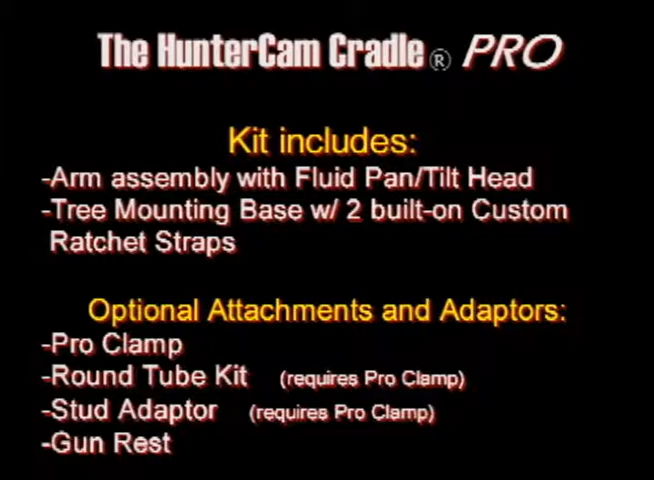 The HunterCam Cradle® PRO
Kit includes:
-Arm assembly with Fluid Pan/Tilt Head
-Tree Mounting Base w/ 2 built-on Custom
Ratchet Straps
Optional Attachments and Adaptors:
-Pro Clamp
-Round Tube Kit (requires Pro Clamp)
-Stud Adaptor (requires Pro Clamp)
-Gun Rest